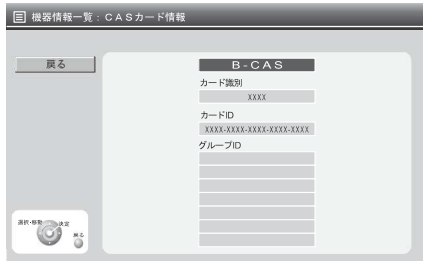 機器情報一覧：ＣＡＳカード情報
戻る
B-CAS
カード識別
XXXX
カードID
XXXX-XXXX-XXXX-XXXX-XXXX
グループID
選択・移動
決定
戻る